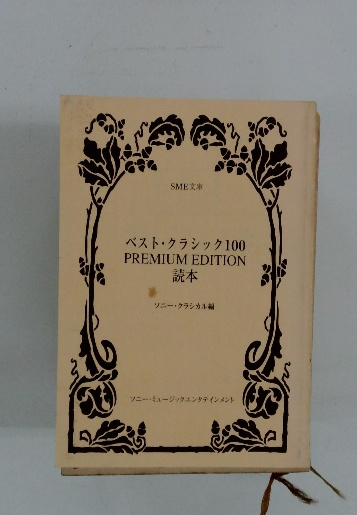 SME文庫
ベスト・クラシック100
PREMIUM EDITION
読本
ソニー・クラシカル編
ソニー・ミュージックエンタテインメント